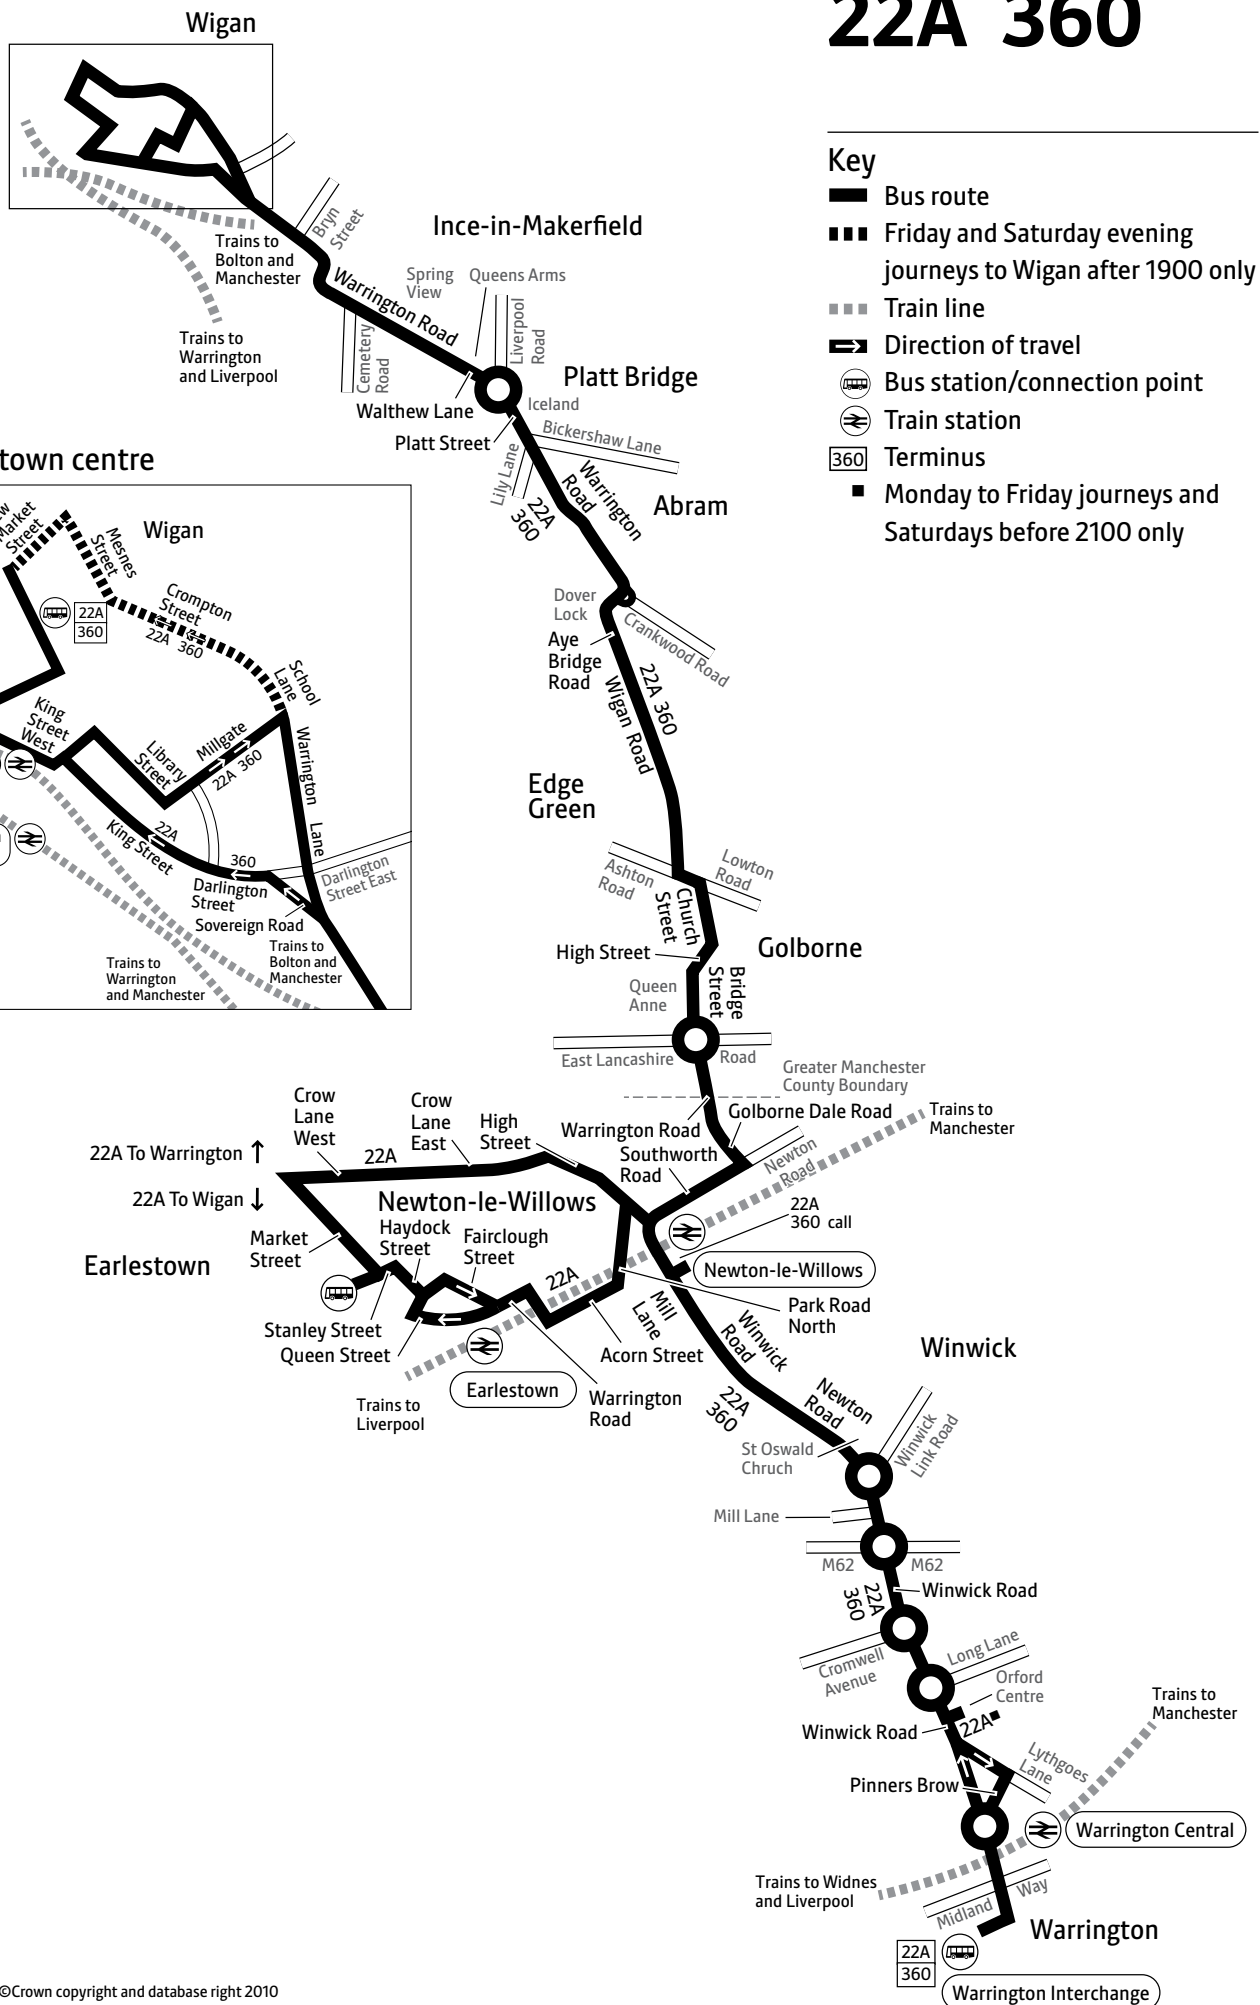 22A 360
Wigan
Key
Bus route
Friday and Saturday evening
journeys to Wigan after 1900 only
Train line
Direction of travel
Bus station/connection point
Train station
360 Terminus
Monday to Friday journeys and
Saturdays before 2100 only
Bryn
Street
Ince-in-Makerfield
Trains to
Bolton and
Manchester
Spring
View
Queens Arms
Warrington Road
Liverpool
Road
Cemetery
Road
Trains to
Warrington
and Liverpool
Platt Bridge
Walthew Lane
Iceland
Platt Street
Bickershaw Lane
Lily Lane
Warrington
Road
22A
360
Abram
town centre
Market
Street
Mesnes
Street
Wigan
22A
360
Crompton
Street
22A 360
School
Lane
King
Street
West
Library
Street
Millgate
22A 360
Warrington
Lane
22A
King Street
360
Darlington
Street
Darlington
Street East
Sovereign Road
Trains to
Bolton and
Manchester
Trains to
Warrington
and Manchester
Dover
Lock
Crankwood Road
Aye
Bridge
Road
22A 360
Wigan Road
Edge
Green
Ashton
Road
Lowton
Road
Church
Street
High Street
Golborne
Queen
Anne
Bridge
Street
East Lancashire
Road
Greater Manchester
County Boundary
Golborne Dale Road
Trains to
Manchester
Warrington Road
Southworth
Road
Newton
Road
Crow
Lane
West
Crow
Lane
East
High
Street
22A To Warrington ↑
22A
22A To Wigan ↓
Newton-le-Willows
22A
360 call
Market
Street
Haydock
Street
Fairclough
Street
Earlestown
22A
Newton-le-Willows
Park Road
North
Mill
Lane
Winwick
Road
Stanley Street
Queen Street
Acorn Street
Earlestown
Warrington
Road
Trains to
Liverpool
22A
360
Winwick
Newton
Road
Winwick
Link Road
St Oswald
Chruch
Mill Lane
M62
M62
22A
360
Winwick Road
Cromwell
Avenue
Long Lane
Orford
Centre
Winwick Road
22A
Trains to
Manchester
Lythgoes
Lane
Pinners Brow
Warrington Central
Trains to Widnes
and Liverpool
Midland
Way
Warrington
22A
360
Warrington Interchange
©Crown copyright and database right 2010